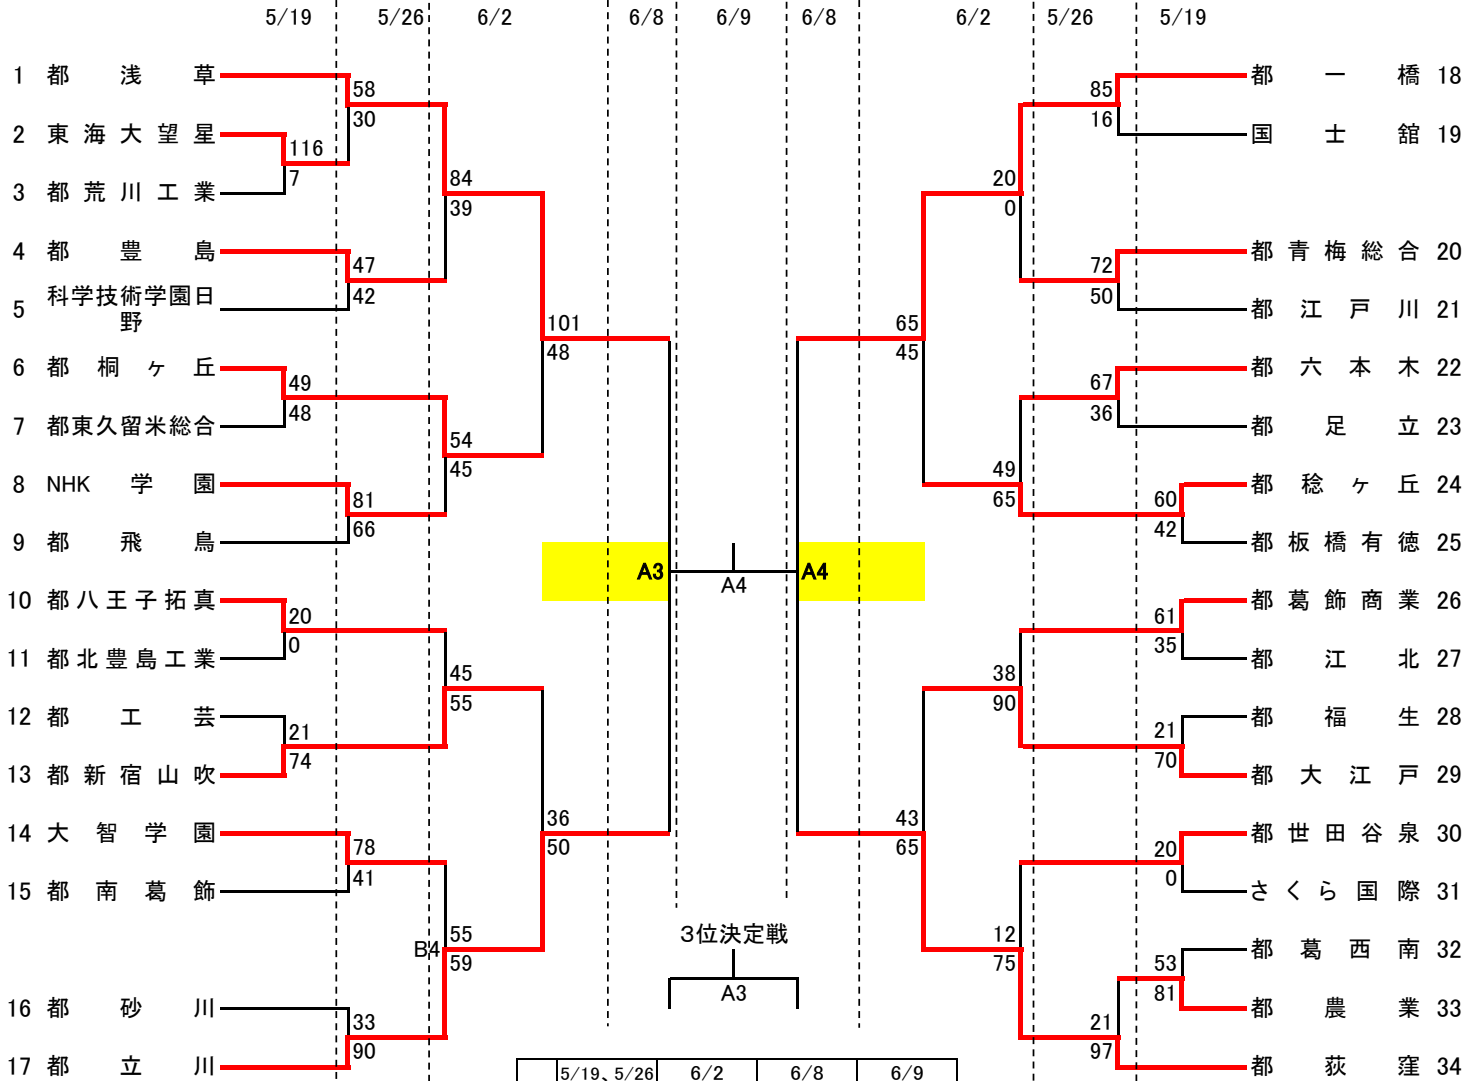 5/19 5/26 6/2 6/8 6/9 6/8 6/2 5/26 5/19
1 都浅草
58
30
2 東海大望星
116
7
3 都荒川工業
84
39
4 都豊島
47
42
5 科学技術学園日
野
101
48
6 都桐ヶ丘
49
48
7 都東久留米総合
54
45
8 NHK学園
81
66
9 都飛鳥
A3
10 都八王子拓真
20
0
11 都北豊島工業
45
55
12 都工芸
21
74
13 都新宿山吹
36
50
14 大智学園
78
41
15 都南葛飾
55
B4
59
16 都砂川
33
90
17 都立川
A4
3位決定戦
A3
都一橋 18
85
16
国士舘 19
20
0
都青梅総合 20
72
50
都江戸川 21
65
45
都六本木 22
67
36
都足立 23
49
65
都稔ヶ丘 24
60
42
都板橋有徳 25
A4
都葛飾商業 26
61
35
都江北 27
38
90
都福生 28
21
70
都大江戸 29
43
65
都世田谷泉 30
20
0
さくら国際 31
12
75
都葛西南 32
53
81
都農業 33
21
97
都荻窪 34
5/19、5/26 6/2 6/8 6/9